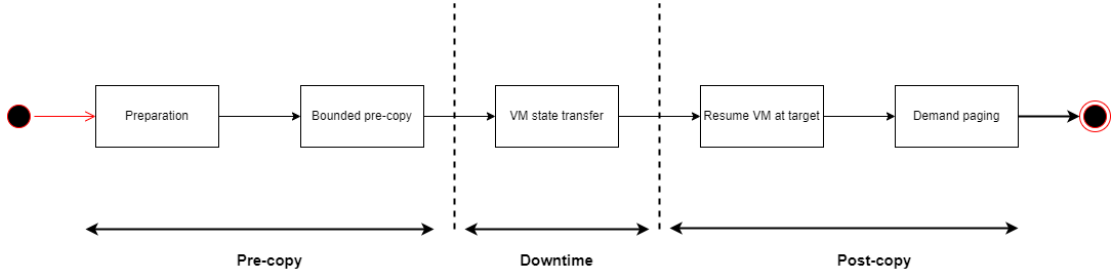 Preparation
Bounded pre-copy
VM state transfer
Resume VM at target
Demand paging
Pre-copy
Downtime
Post-copy